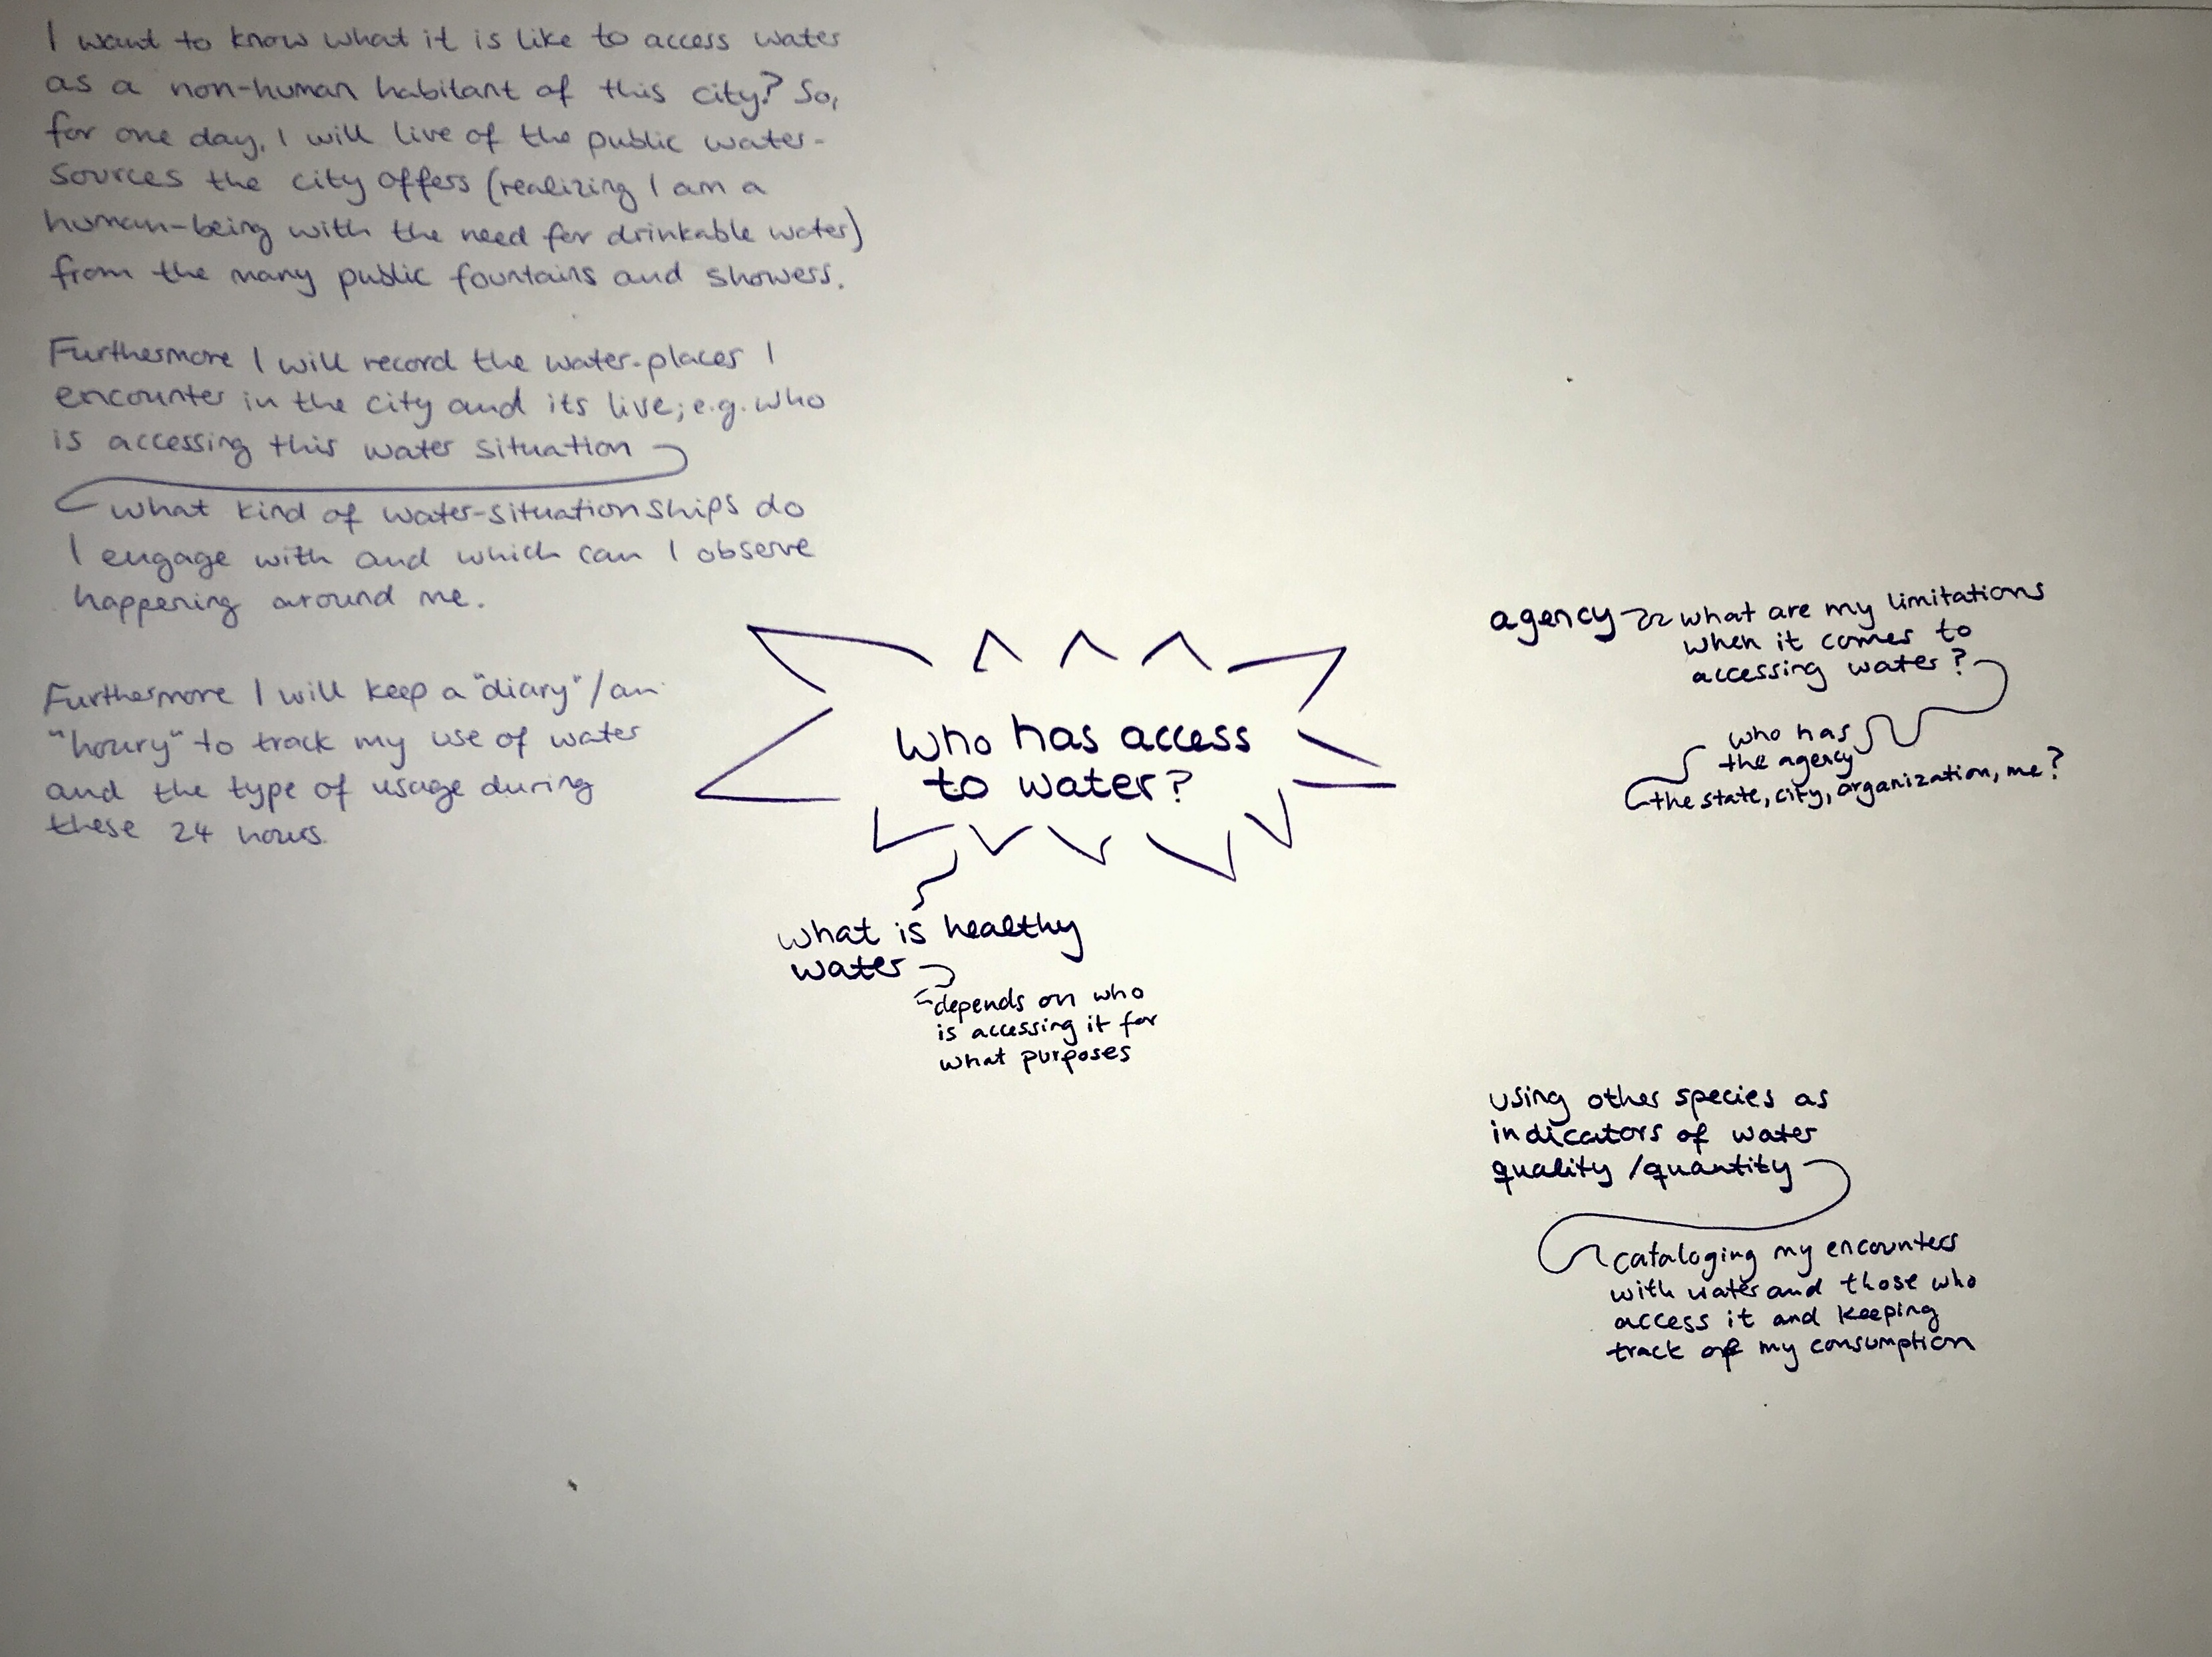 I want to know what it is like to access water
as a non-human habitant of this city? So,
for one day, I will live of the public water-
sources the city offers (realizing I am a
human-being with the need for drinkable water)
from the many public fountains and showers.
Furthermore I will record the water-places I
encounter in the city and its live; e.g. who
is accessing this water situation
what kind of water-situationships do
I engage with and which can I observe
happening around me.
Furthermore I will keep a "diary"/an
"houry" to track my use of water
and the type of usage during
these 24 hours.
who has access
to water?
what is healthy
water
depends on who
is accessing it for
what purposes
agency
what are my limitations
when it comes to
accessing water?
who has
the agency
the state, city, organization, me?
using other species as
indicators of water
quality/quantity
cataloging my encounters
with water and those who
access it and keeping
track of my consumption